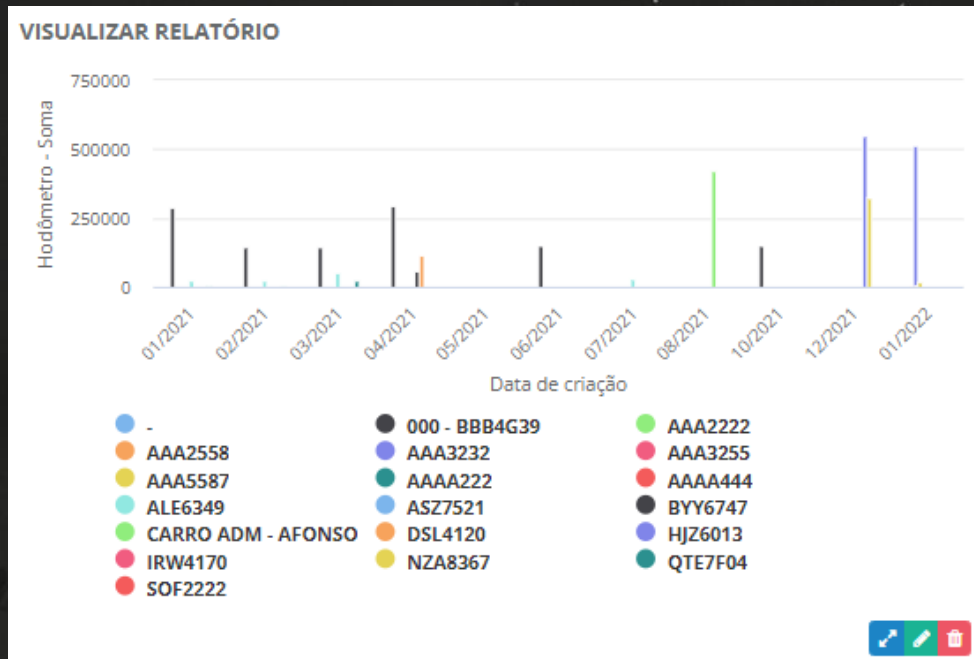 VISUALIZAR RELATÓRIO
750000
500000
250000
0
Hodômetro - Soma
01/2021 02/2021 03/2021 04/2021 05/2021 06/2021 07/2021 08/2021 10/2021 12/2021 01/2022
Data de criação
- 000 - BBB4G39 AAA2222
AAA2558 AAA3232 AAA3255
AAA5587 AAAA222 AAAA444
ALE6349 ASZ7521 BYY6747
CARRO ADM - AFONSO DSL4120 HJZ6013
IRW4170 NZA8367 QTE7F04
SOF2222